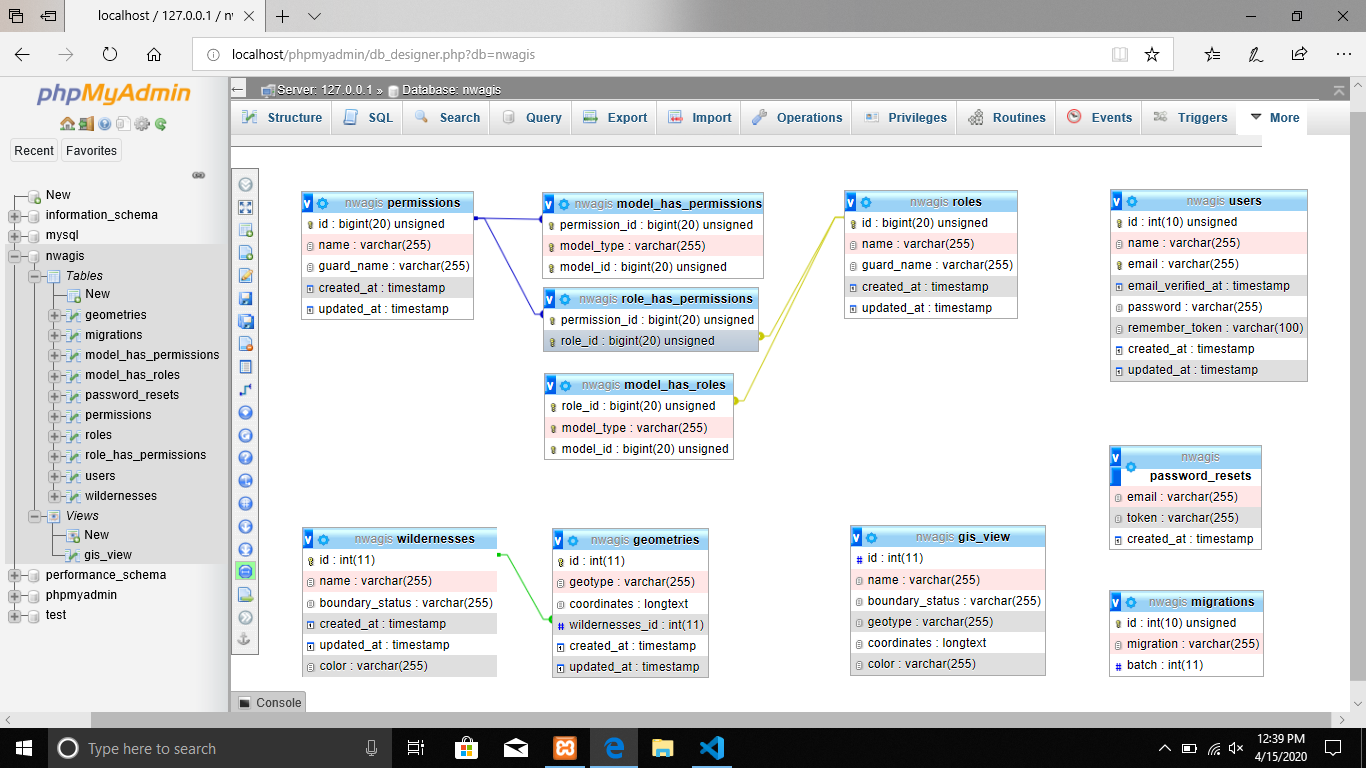 localhost / 127.0.0.1 / nw
localhost/phpmyadmin/db_designer.php?db=nwagis
phpMyAdmin
Recent Favorites
New
information_schema
mysql
nwagis
Tables
New
geometries
migrations
model_has_permissions
model_has_roles
password_resets
permissions
roles
role_has_permissions
users
wildernesses
Views
New
gis_view
performance_schema
phpmyadmin
test
Server: 127.0.0.1 » Database: nwagis
Structure SQL Search Query Export Import Operations Privileges Routines Events Triggers More
nwagis permissions
id : bigint(20) unsigned
name : varchar(255)
guard_name : varchar(255)
created_at : timestamp
updated_at : timestamp
nwagis model_has_permissions
permission_id : bigint(20) unsigned
model_type : varchar(255)
model_id : bigint(20) unsigned
nwagis role_has_permissions
permission_id : bigint(20) unsigned
role_id : bigint(20) unsigned
nwagis model_has_roles
role_id : bigint(20) unsigned
model_type : varchar(255)
model_id : bigint(20) unsigned
nwagis roles
id : bigint(20) unsigned
name : varchar(255)
guard_name : varchar(255)
created_at : timestamp
updated_at : timestamp
nwagis users
id : int(10) unsigned
name : varchar(255)
email : varchar(255)
email_verified_at : timestamp
password : varchar(255)
remember_token : varchar(100)
created_at : timestamp
updated_at : timestamp
nwagis
password_resets
email : varchar(255)
token : varchar(255)
created_at : timestamp
nwagis wildernesses
id : int(11)
name : varchar(255)
boundary_status : varchar(255)
created_at : timestamp
updated_at : timestamp
color : varchar(255)
nwagis geometries
id : int(11)
geotype : varchar(255)
coordinates : longtext
# wildernesses_id : int(11)
created_at : timestamp
updated_at : timestamp
nwagis gis_view
# id : int(11)
name : varchar(255)
boundary_status : varchar(255)
geotype : varchar(255)
coordinates : longtext
color : varchar(255)
nwagis migrations
id : int(10) unsigned
migration : varchar(255)
# batch : int(11)
Console
Type here to search
12:39 PM
4/15/2020